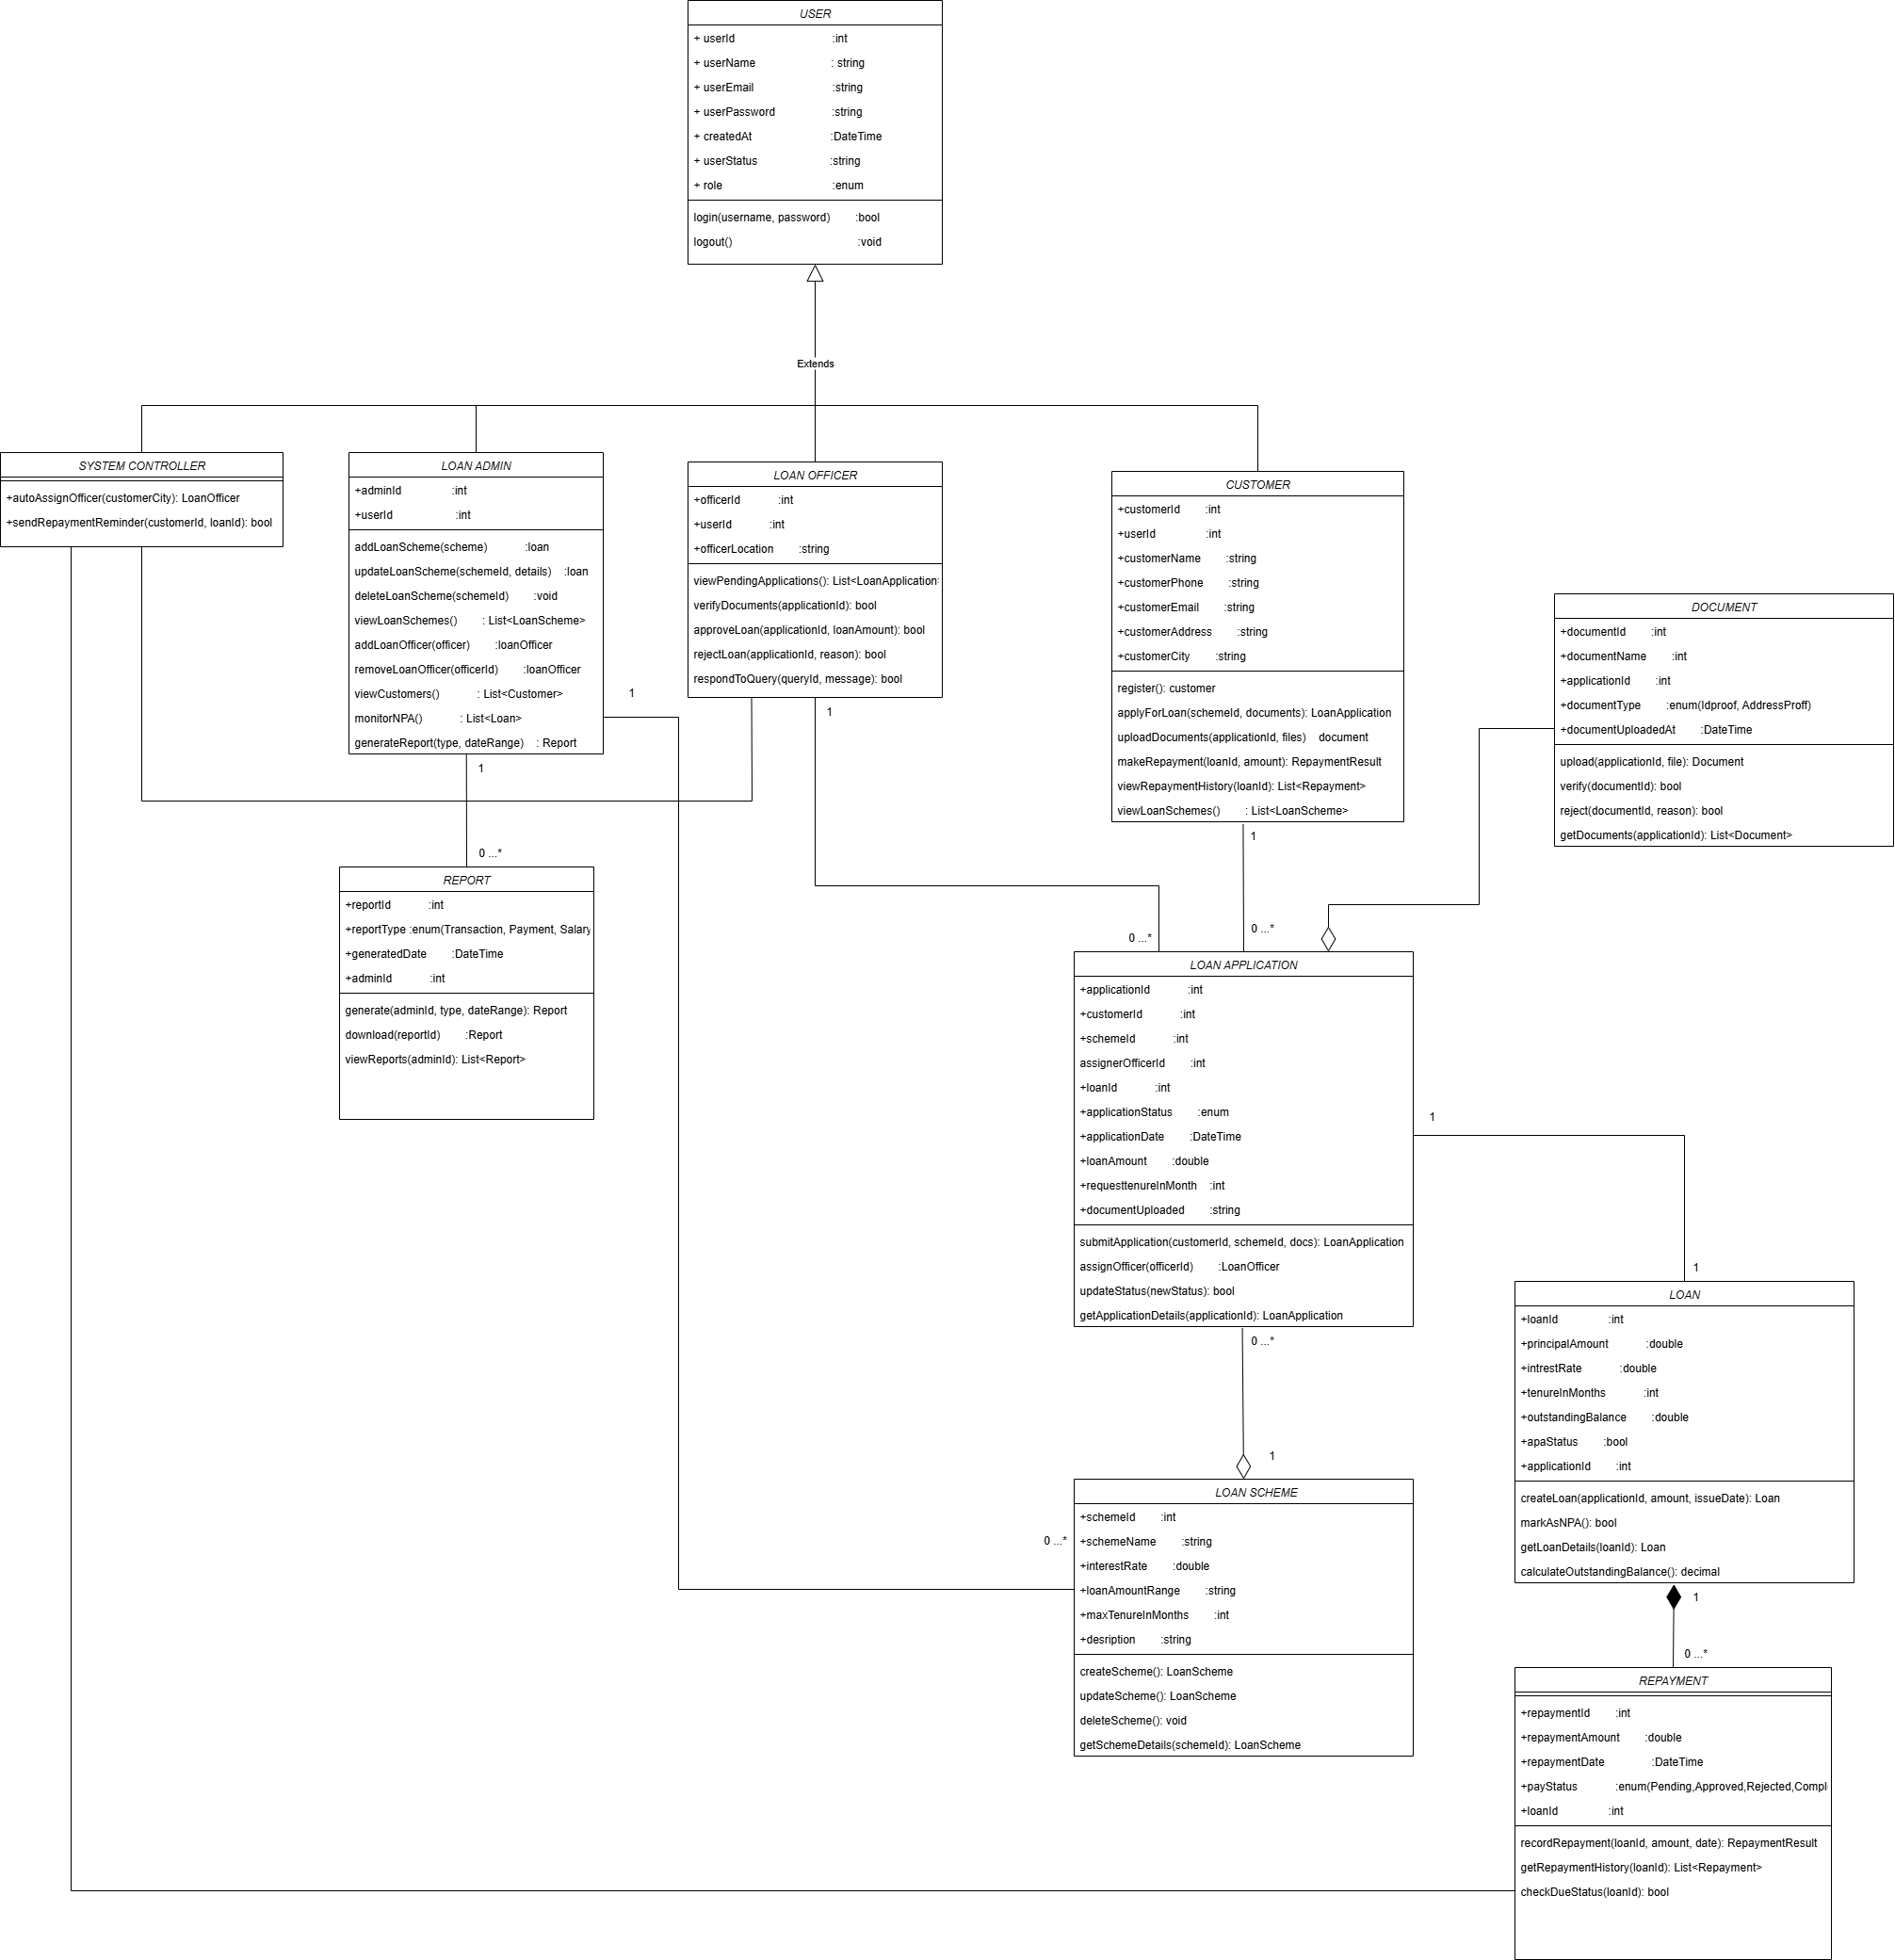 USER
+ userId :int
+ userName : string
+ userEmail :string
+ userPassword :string
+ createdAt :DateTime
+ userStatus :string
+ role :enum
login(username, password) :bool
logout() :void
Extends
SYSTEM CONTROLLER
+autoAssignOfficer(customerCity): LoanOfficer
+sendRepaymentReminder(customerId, loanId): bool
LOAN ADMIN
+adminId :int
+userId :int
addLoanScheme(scheme) :loan
updateLoanScheme(schemeId, details) :loan
deleteLoanScheme(schemeId) :void
viewLoanSchemes() : List<LoanScheme>
addLoanOfficer(officer) :loanOfficer
removeLoanOfficer(officerId) :loanOfficer
viewCustomers() : List<Customer>
monitorNPA() : List<Loan>
generateReport(type, dateRange) : Report
1
1
0 ...*
LOAN OFFICER
+officerId :int
+userId :int
+officerLocation :string
viewPendingApplications(): List<LoanApplication
verifyDocuments(applicationId): bool
approveLoan(applicationId, loanAmount): bool
rejectLoan(applicationId, reason): bool
respondToQuery(queryId, message): bool
1
CUSTOMER
+customerId :int
+userId :int
+customerName :string
+customerPhone :string
+customerEmail :string
+customerAddress :string
+customerCity :string
register(): customer
applyForLoan(schemeId, documents): LoanApplication
uploadDocuments(applicationId, files) document
makeRepayment(loanId, amount): RepaymentResult
viewRepaymentHistory(loanId): List<Repayment>
viewLoanSchemes() : List<LoanScheme>
1
DOCUMENT
+documentId :int
+documentName :int
+applicationId :int
+documentType :enum(Idproof, AddressProff)
+documentUploadedAt :DateTime
upload(applicationId, file): Document
verify(documentId): bool
reject(documentId, reason): bool
getDocuments(applicationId): List<Document>
REPORT
+reportId :int
+reportType :enum(Transaction, Payment, Salary
+generatedDate :DateTime
+adminId :int
generate(adminId, type, dateRange): Report
download(reportId) :Report
viewReports(adminId): List<Report>
0 ...*
0 ...*
LOAN APPLICATION
+applicationId :int
+customerId :int
+schemeId :int
assignerOfficerId :int
+loanId :int
+applicationStatus :enum
+applicationDate :DateTime
+loanAmount :double
+requesttenureInMonth :int
+documentUploaded :string
submitApplication(customerId, schemeId, docs): LoanApplication
assignOfficer(officerId) :LoanOfficer
updateStatus(newStatus): bool
getApplicationDetails(applicationId): LoanApplication
1
1
0 ...*
1
LOAN
+loanId :int
+principalAmount :double
+intrestRate :double
+tenureInMonths :int
+outstandingBalance :double
+apaStatus :bool
+applicationId :int
createLoan(applicationId, amount, issueDate): Loan
markAsNPA(): bool
getLoanDetails(loanId): Loan
calculateOutstandingBalance(): decimal
1
0 ...*
LOAN SCHEME
+schemeId :int
+schemeName :string
+interestRate :double
+loanAmountRange :string
+maxTenureInMonths :int
+desription :string
createScheme(): LoanScheme
updateScheme(): LoanScheme
deleteScheme(): void
getSchemeDetails(schemeId): LoanScheme
0 ...*
REPAYMENT
+repaymentId :int
+repaymentAmount :double
+repaymentDate :DateTime
+payStatus :enum(Pending,Approved,Rejected,Compl
+loanId :int
recordRepayment(loanId, amount, date): RepaymentResult
getRepaymentHistory(loanId): List<Repayment>
checkDueStatus(loanId): bool